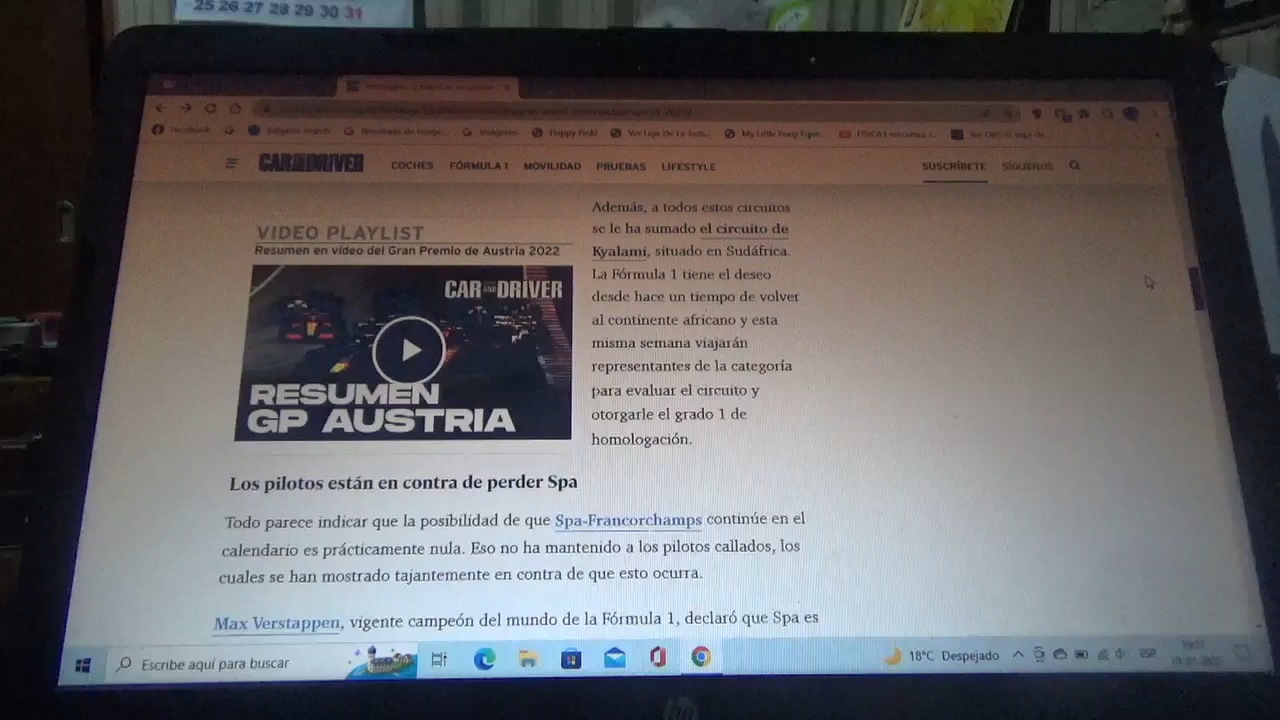 25 26 27 28 29 30 31
Facebook
Imágenes
Happy Pink!
CAR AND DRIVER COCHES FÓRMULA 1 MOVILIDAD PRUEBAS LIFESTYLE SUSCRÍBETE SÍGUENOS
VIDEO PLAYLIST
Resumen en vídeo del Gran Premio de Austria 2022
CAR AND DRIVER
RESUMEN
GP AUSTRIA
Además, a todos estos circuitos
se le ha sumado el circuito de
Kyalami, situado en Sudáfrica.
La Fórmula 1 tiene el deseo
desde hace un tiempo de volver
al continente africano y esta
misma semana viajarán
representantes de la categoría
para evaluar el circuito y
otorgarle el grado 1 de
homologación.
Los pilotos están en contra de perder Spa
Todo parece indicar que la posibilidad de que Spa-Francorchamps continúe en el
calendario es prácticamente nula. Eso no ha mantenido a los pilotos callados, los
cuales se han mostrado tajantemente en contra de que esto ocurra.
Max Verstappen, vigente campeón del mundo de la Fórmula 1, declaró que Spa es
Escribe aquí para buscar
18°C Despejado
ESP
hp